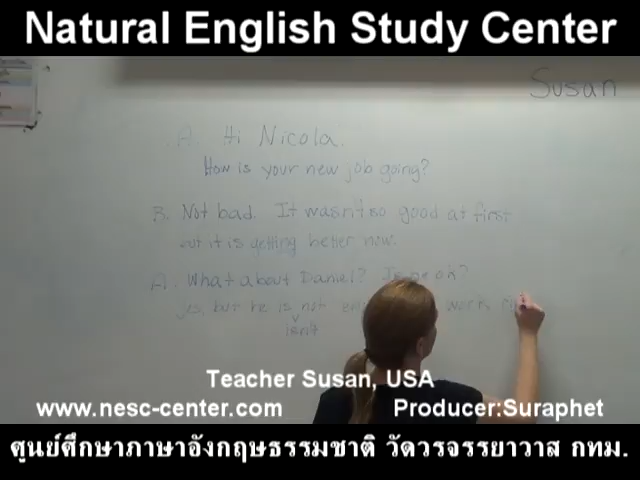 Natural English Study Center
Susan
A. Hi Nicola.
How is your new job going?
B. Not bad. It wasn't so good at first
but it is getting better now.
A. What about Daniel? Is he ok?
yes, but he is not work
isn't
Teacher Susan, USA
www.nesc-center.com Producer:Suraphet
ศูนย์ศึกษาภาษาอังกฤษธรรมชาติ วัดวรจรรยาวาส กทม.